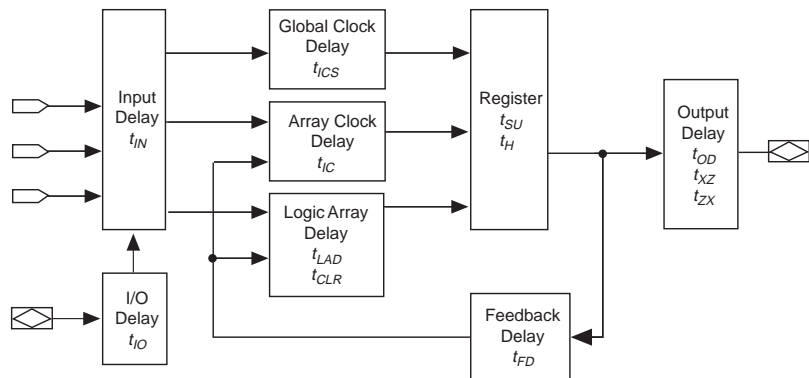 Input
Delay
tIN
Global Clock
Delay
tICS
Array Clock
Delay
tIC
Logic Array
Delay
tLAD
tCLR
Register
tSU
tH
Output
Delay
tOD
tXZ
tZX
I/O
Delay
tIO
Feedback
Delay
tFD